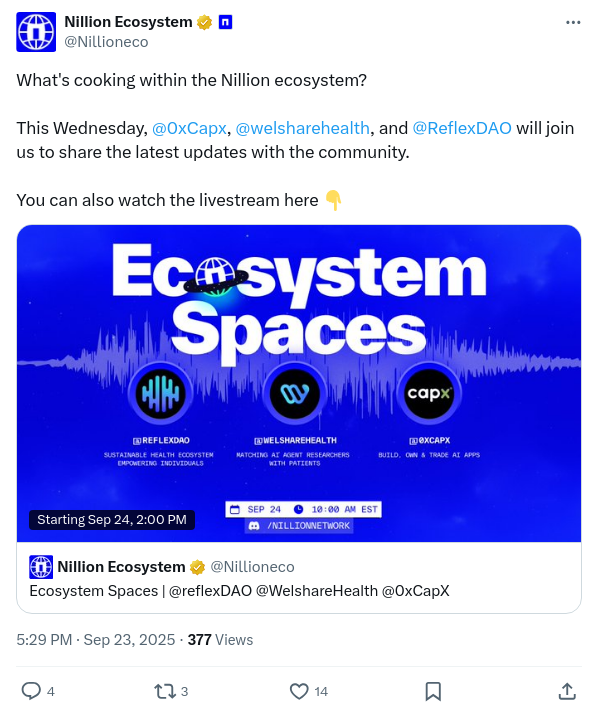 Nillion Ecosystem
@Nillioneco
What's cooking within the Nillion ecosystem?
This Wednesday, @0xCapx, @welsharehealth, and @ReflexDAO will join
us to share the latest updates with the community.
You can also watch the livestream here 👇
Ecosystem
Spaces
capx
REFLEXDAO
WELSHAREHEALTH
0XCAPX
SUSTAINABLE HEALTH ECOSYSTEM
EMPOWERING INDIVIDUALS
MATCHING AI AGENT RESEARCHERS
WITH PATIENTS
BUILD, OWN & TRADE AI APPS
SEP 24 10:00 AM EST
/NILLIONNETWORK
Starting Sep 24, 2:00 PM
Nillion Ecosystem @Nillioneco
Ecosystem Spaces | @reflexDAO @WelshareHealth @0xCapX
5:29 PM · Sep 23, 2025 · 377 Views
4 3 14